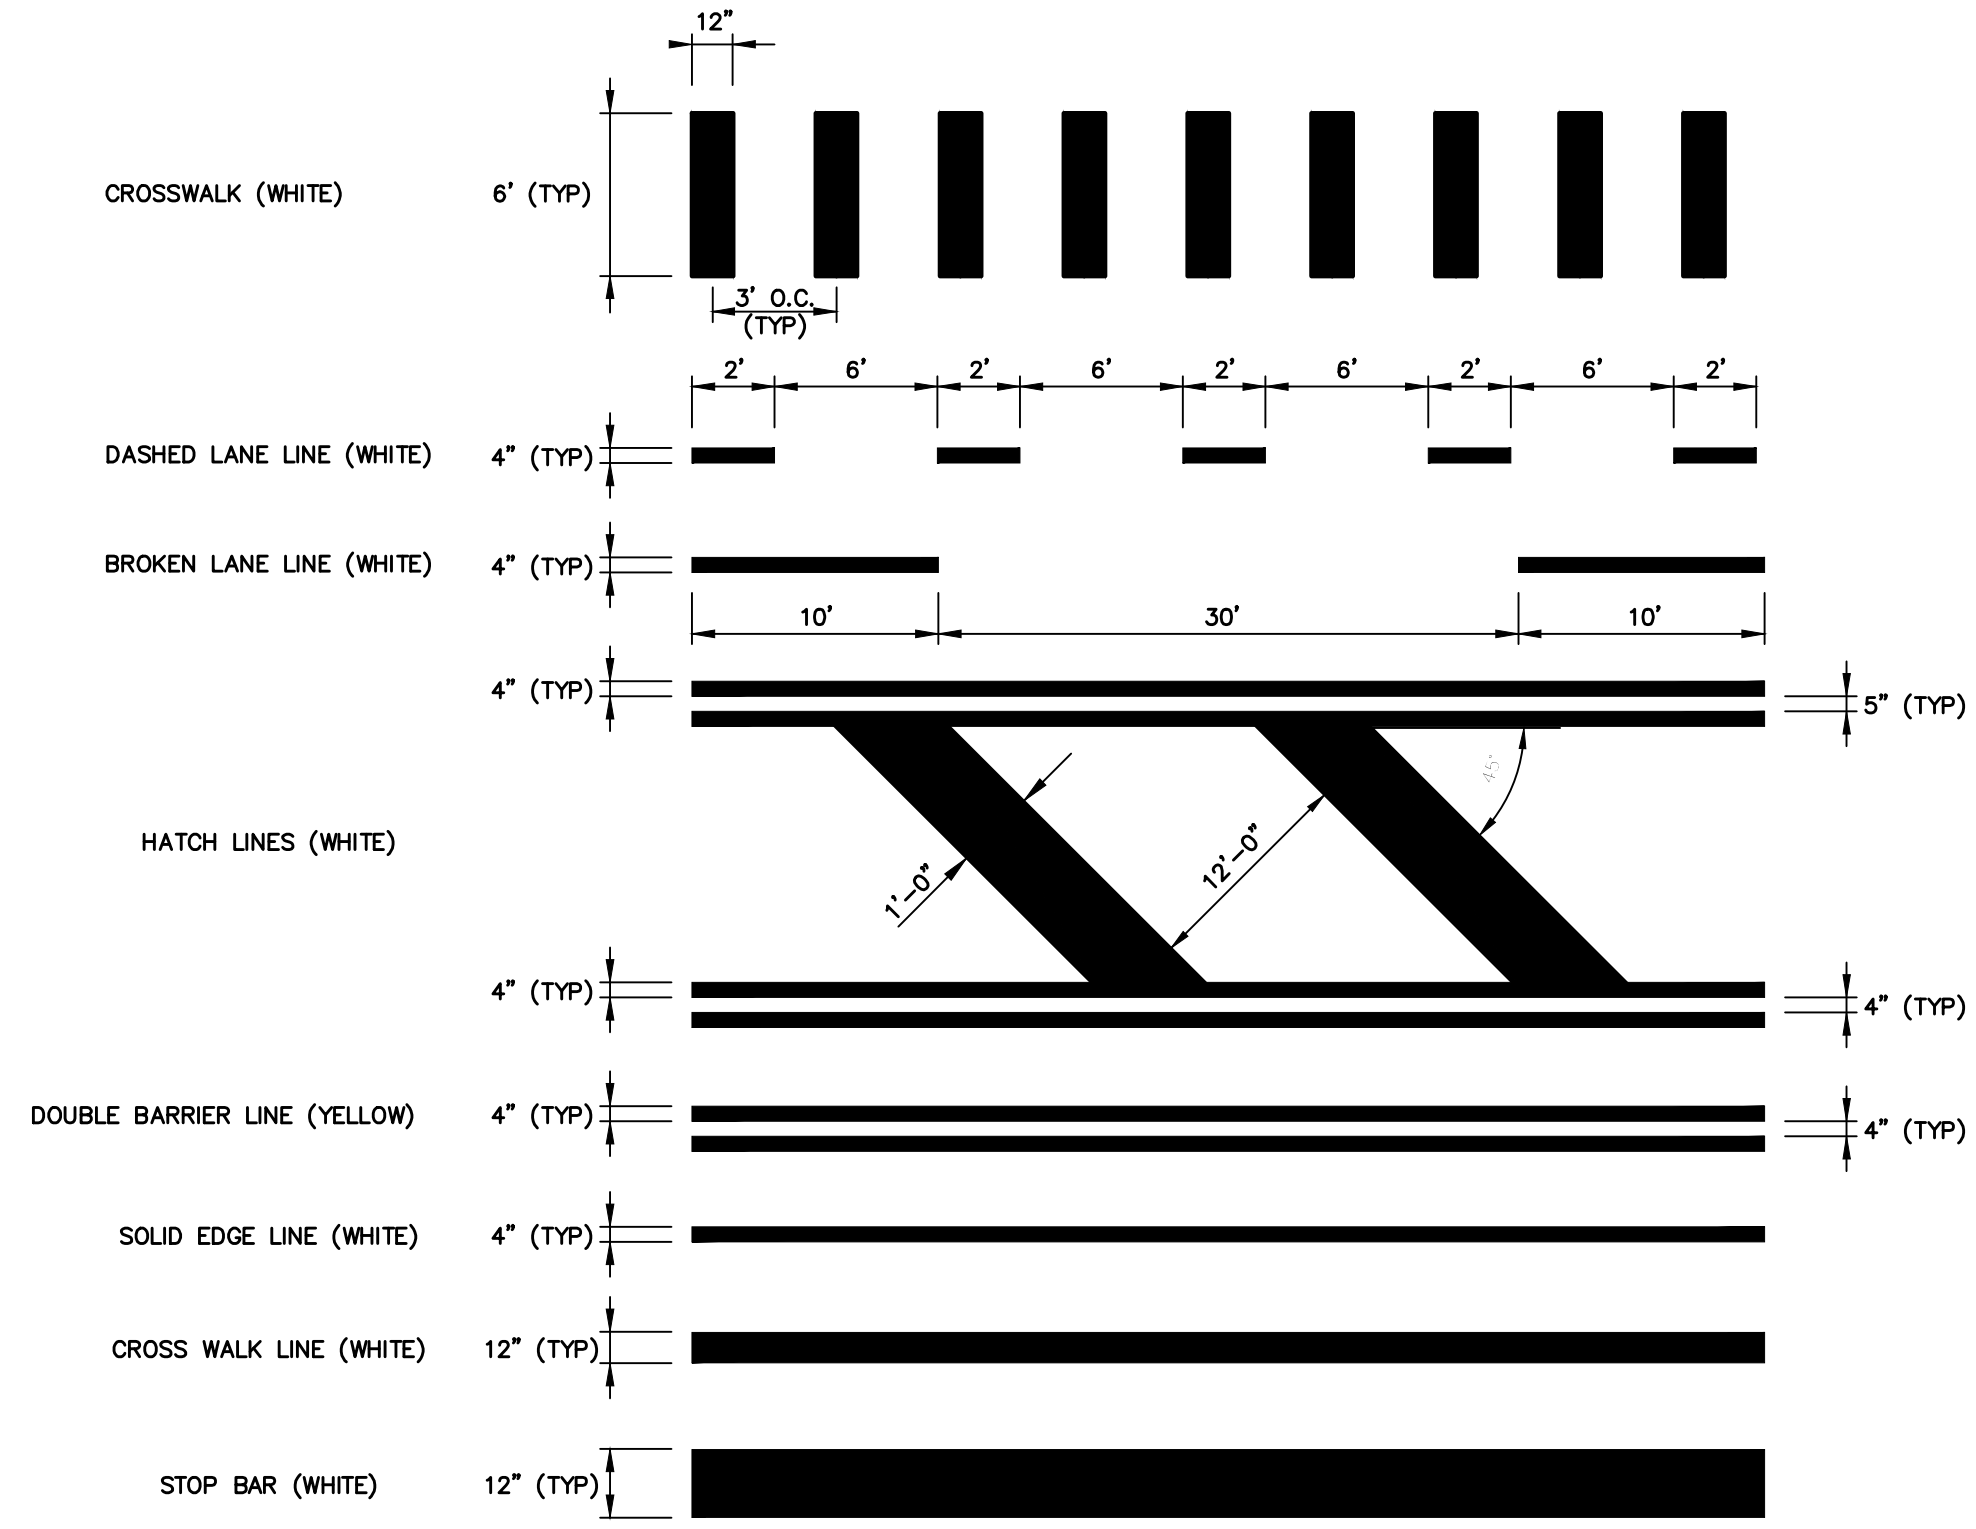 12"
CROSSWALK (WHITE)
6' (TYP)
3' O.C.
(TYP)
2'
6'
2'
6'
2'
6'
2'
6'
2'
DASHED LANE LINE (WHITE)
4" (TYP)
BROKEN LANE LINE (WHITE)
4" (TYP)
10'
30'
10'
4" (TYP)
5" (TYP)
45°
HATCH LINES (WHITE)
1'-0"
12'-0"
4" (TYP)
4" (TYP)
DOUBLE BARRIER LINE (YELLOW)
4" (TYP)
4" (TYP)
SOLID EDGE LINE (WHITE)
4" (TYP)
CROSS WALK LINE (WHITE)
12" (TYP)
STOP BAR (WHITE)
12" (TYP)